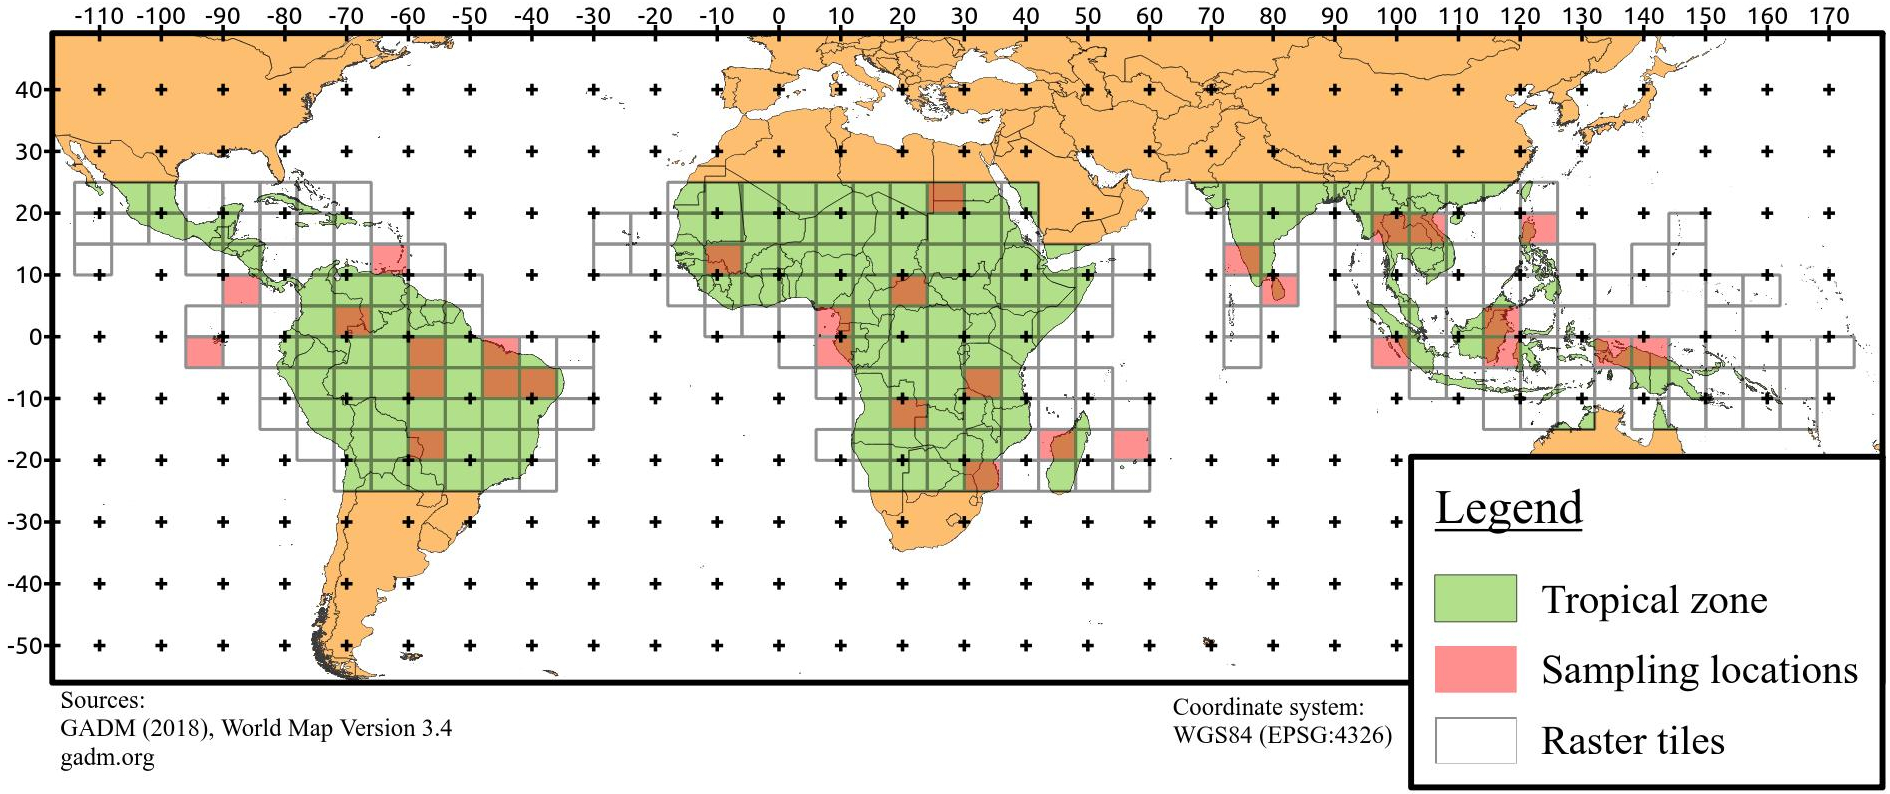 -110 -100 -90 -80 -70 -60 -50 -40 -30 -20 -10 0 10 20 30 40 50 60 70 80 90 100 110 120 130 140 150 160 170
40
30
20
10
0
-10
-20
-30
-40
-50
Legend
Tropical zone
Sampling locations
Raster tiles
Sources:
GADM (2018), World Map Version 3.4
gadm.org
Coordinate system:
WGS84 (EPSG:4326)